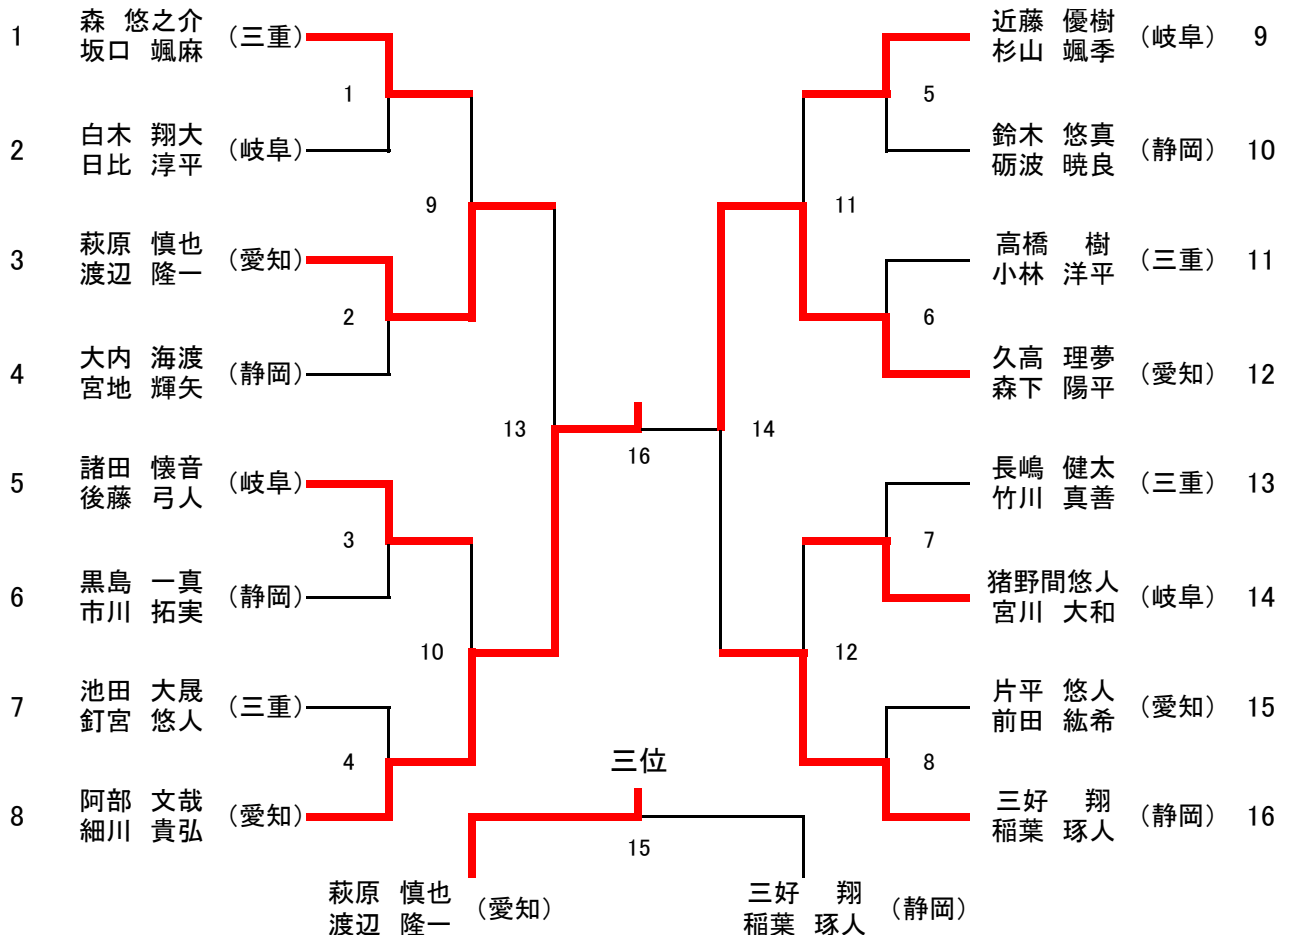 1 森 悠之介 (三重)
坂口 颯麻
2 白木 翔大 (岐阜)
日比 淳平
3 萩原 慎也 (愛知)
渡辺 隆一
4 大内 海渡 (静岡)
宮地 輝矢
5 諸田 懐音 (岐阜)
後藤 弓人
6 黒島 一真 (静岡)
市川 拓実
7 池田 大晟 (三重)
釘宮 悠人
8 阿部 文哉 (愛知)
細川 貴弘
1
2
3
4
9
10
13
16
14
11
12
5
6
7
8
近藤 優樹 (岐阜) 9
杉山 颯季
鈴木 悠真 (静岡) 10
砺波 暁良
高橋 樹 (三重) 11
小林 洋平
久高 理夢 (愛知) 12
森下 陽平
長嶋 健太 (三重) 13
竹川 真善
猪野間悠人 (岐阜) 14
宮川 大和
片平 悠人 (愛知) 15
前田 紘希
三好 翔 (静岡) 16
稲葉 琢人
三位
15
萩原 慎也 (愛知)
渡辺 隆一
三好 翔 (静岡)
稲葉 琢人